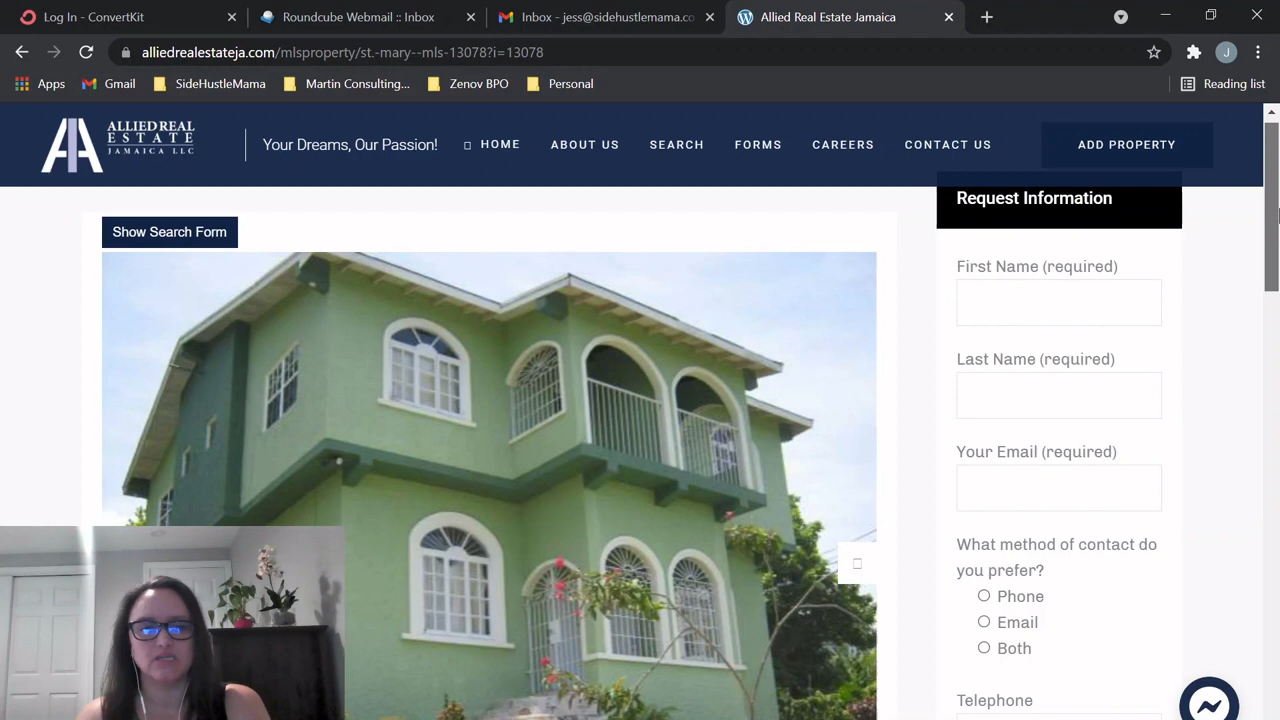 Log In - ConvertKit
Roundcube Webmail :: Inbox
Inbox - jess@sidehustlemama.co
Allied Real Estate Jamaica
alliedrealestateja.com/mlsproperty/st.-mary--mls-13078?i=13078
J
Apps
Gmail
SideHustleMama
Martin Consulting...
Zenov BPO
Personal
Reading list
ALLIED REAL
ESTATE
JAMAICA LLC
Your Dreams, Our Passion!
HOME
ABOUT US
SEARCH
FORMS
CAREERS
CONTACT US
ADD PROPERTY
Show Search Form
Request Information
First Name (required)
Last Name (required)
Your Email (required)
What method of contact do
you prefer?
Phone
Email
Both
Telephone